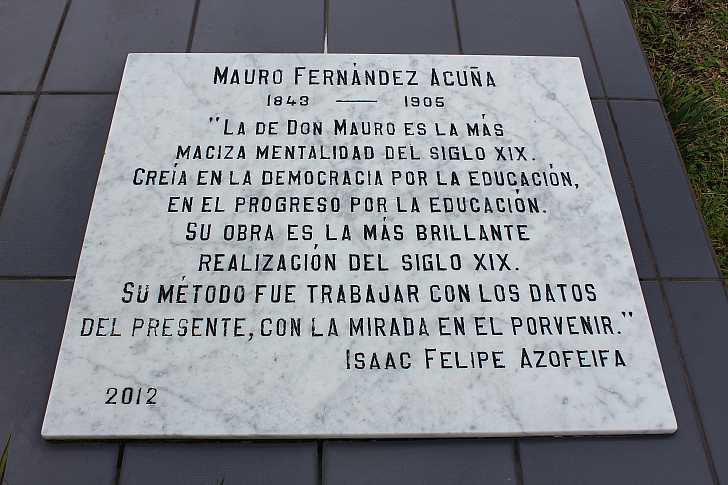 Mauro Fernández Acuña
1843 — 1905
"La de Don Mauro es la más
maciza mentalidad del siglo XIX.
Creía en la democracia por la educación,
en el progreso por la educación.
Su obra es la más brillante
realización del siglo XIX.
Su método fue trabajar con los datos
del presente, con la mirada en el porvenir."
Isaac Felipe Azofeifa
2012